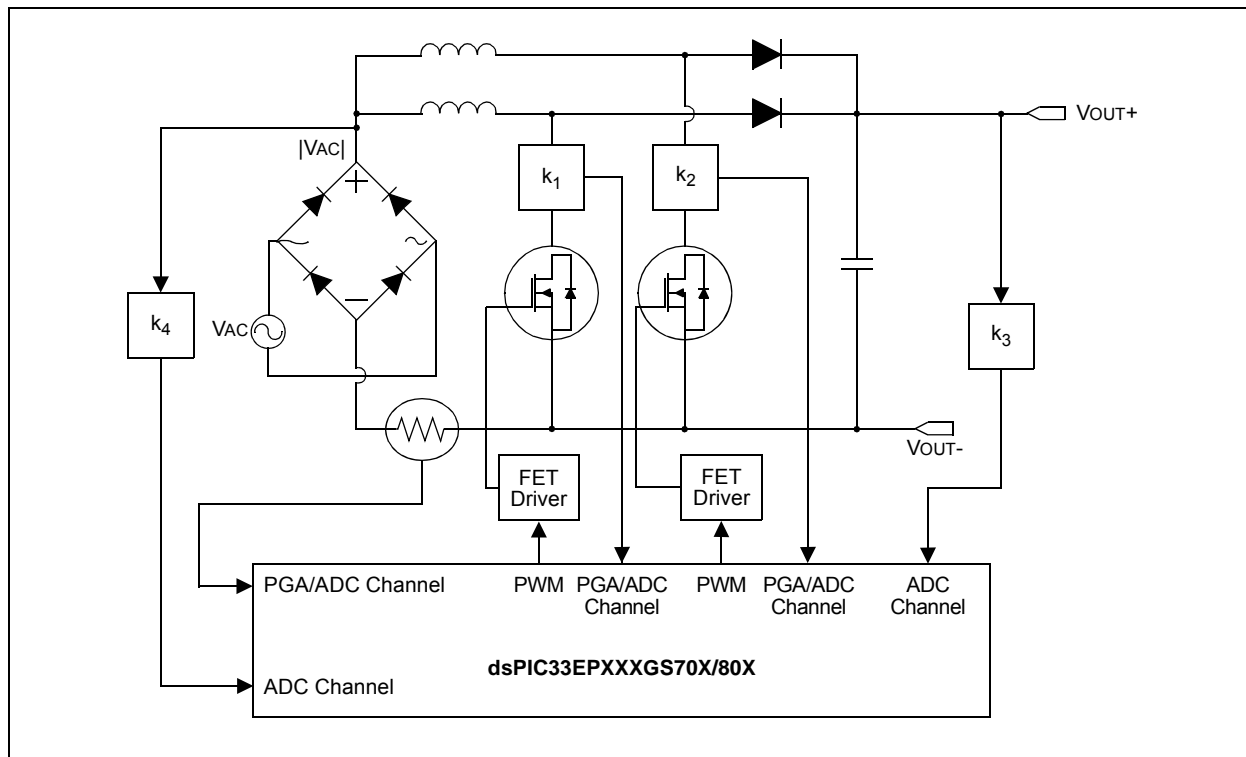 VOUT+
|VAC|
k1
k2
k4
VAC
k3
VOUT-
FET
Driver
FET
Driver
PGA/ADC Channel
PWM
PGA/ADC
Channel
PWM
PGA/ADC
Channel
ADC
Channel
dsPIC33EPXXXGS70X/80X
ADC Channel